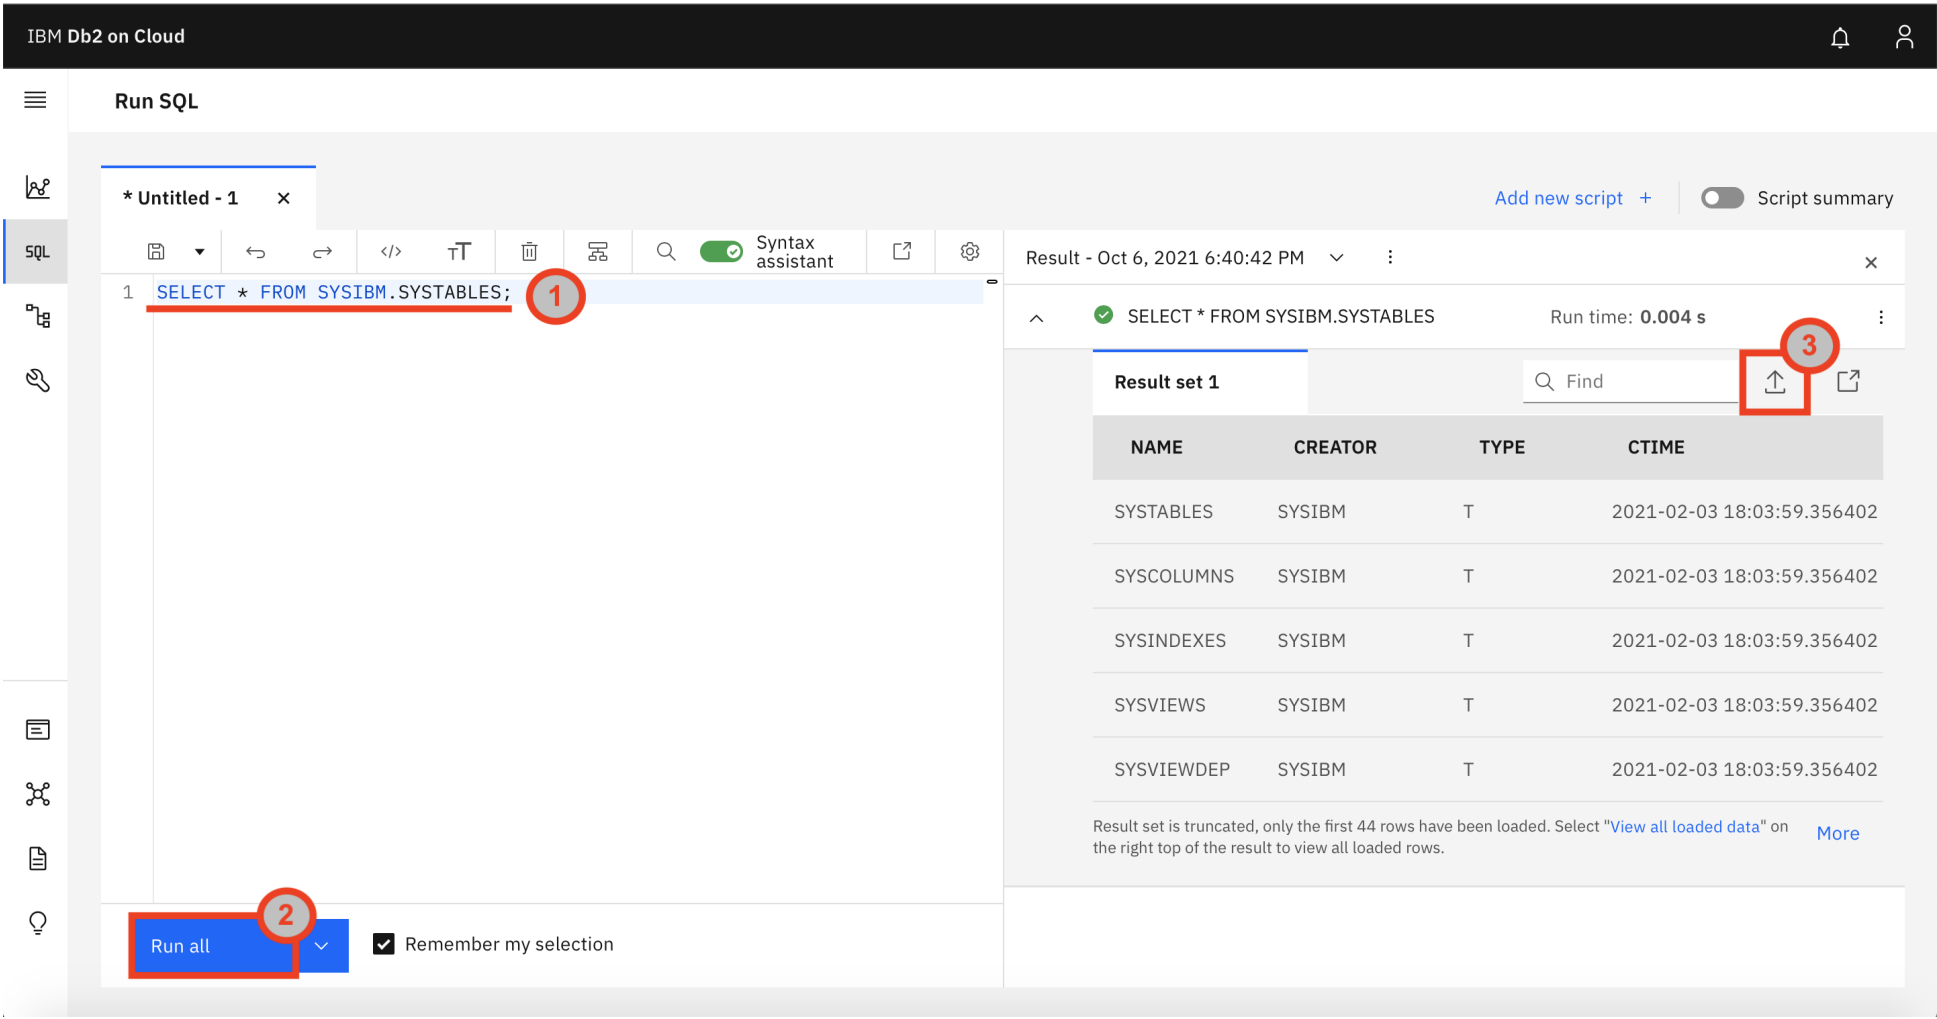 IBM Db2 on Cloud
Run SQL
* Untitled - 1
Add new script +
Script summary
SQL
</>
TT
Syntax
assistant
1 SELECT * FROM SYSIBM.SYSTABLES;
1
Result - Oct 6, 2021 6:40:42 PM
SELECT * FROM SYSIBM.SYSTABLES
Run time: 0.004 s
3
Result set 1
Find
NAME CREATOR TYPE CTIME
SYSTABLES SYSIBM T 2021-02-03 18:03:59.356402
SYSCOLUMNS SYSIBM T 2021-02-03 18:03:59.356402
SYSINDEXES SYSIBM T 2021-02-03 18:03:59.356402
SYSVIEWS SYSIBM T 2021-02-03 18:03:59.356402
SYSVIEWDEP SYSIBM T 2021-02-03 18:03:59.356402
Result set is truncated, only the first 44 rows have been loaded. Select "View all loaded data" on
the right top of the result to view all loaded rows.
More
2
Run all
Remember my selection